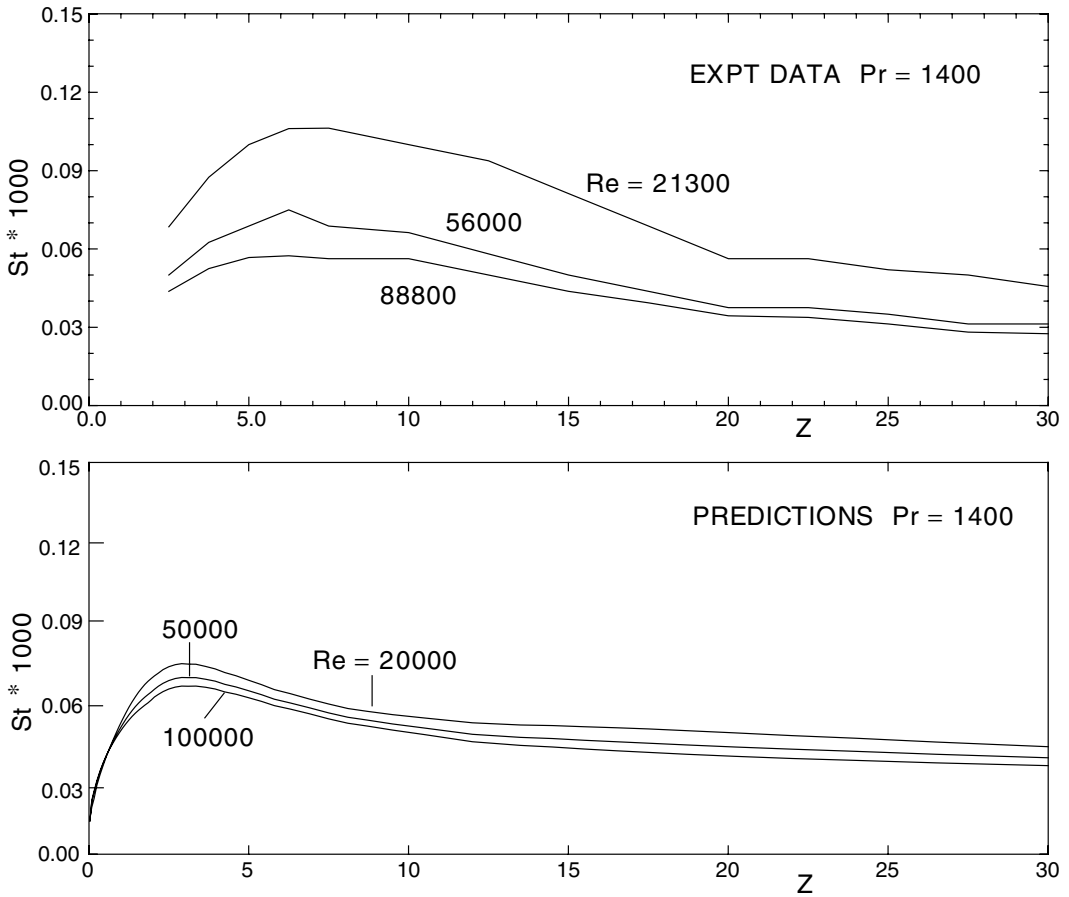 0.15
EXPT DATA Pr = 1400
0.12
0.09
Re = 21300
56000
0.06
88800
0.03
0.00
St * 1000
0.0 5.0 10 15 20 25 30
Z
0.15
PREDICTIONS Pr = 1400
0.12
0.09
50000
Re = 20000
0.06
100000
0.03
0.00
St * 1000
0 5 10 15 20 25 30
Z